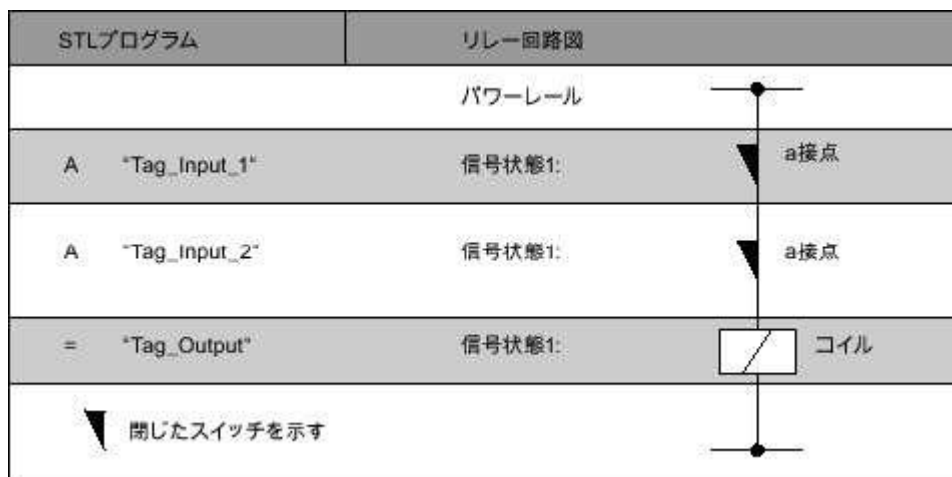 STLプログラム リレー回路図
パワーレール
A "Tag_Input_1" 信号状態1: a接点
A "Tag_Input_2" 信号状態1: a接点
= "Tag_Output" 信号状態1: コイル
閉じたスイッチを示す